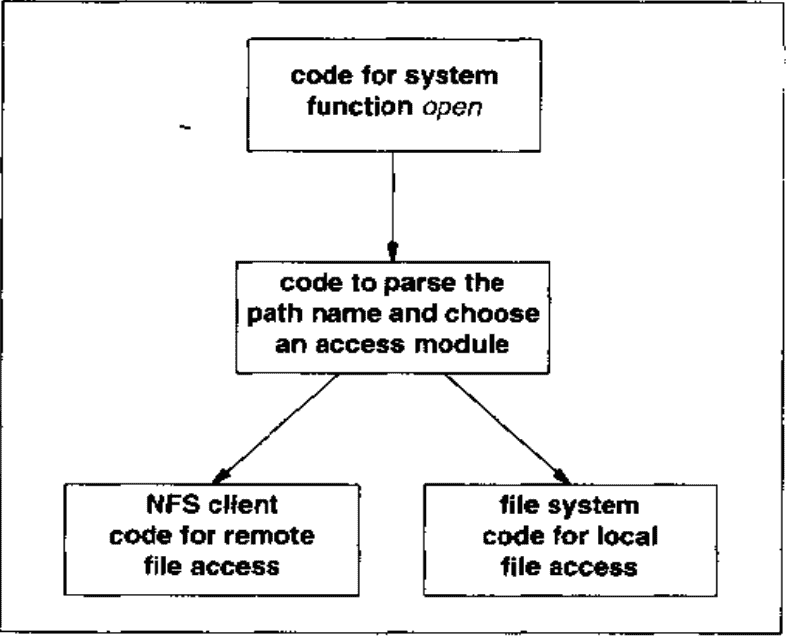 code for system
function open
code to parse the
path name and choose
an access module
NFS client
code for remote
file access
file system
code for local
file access